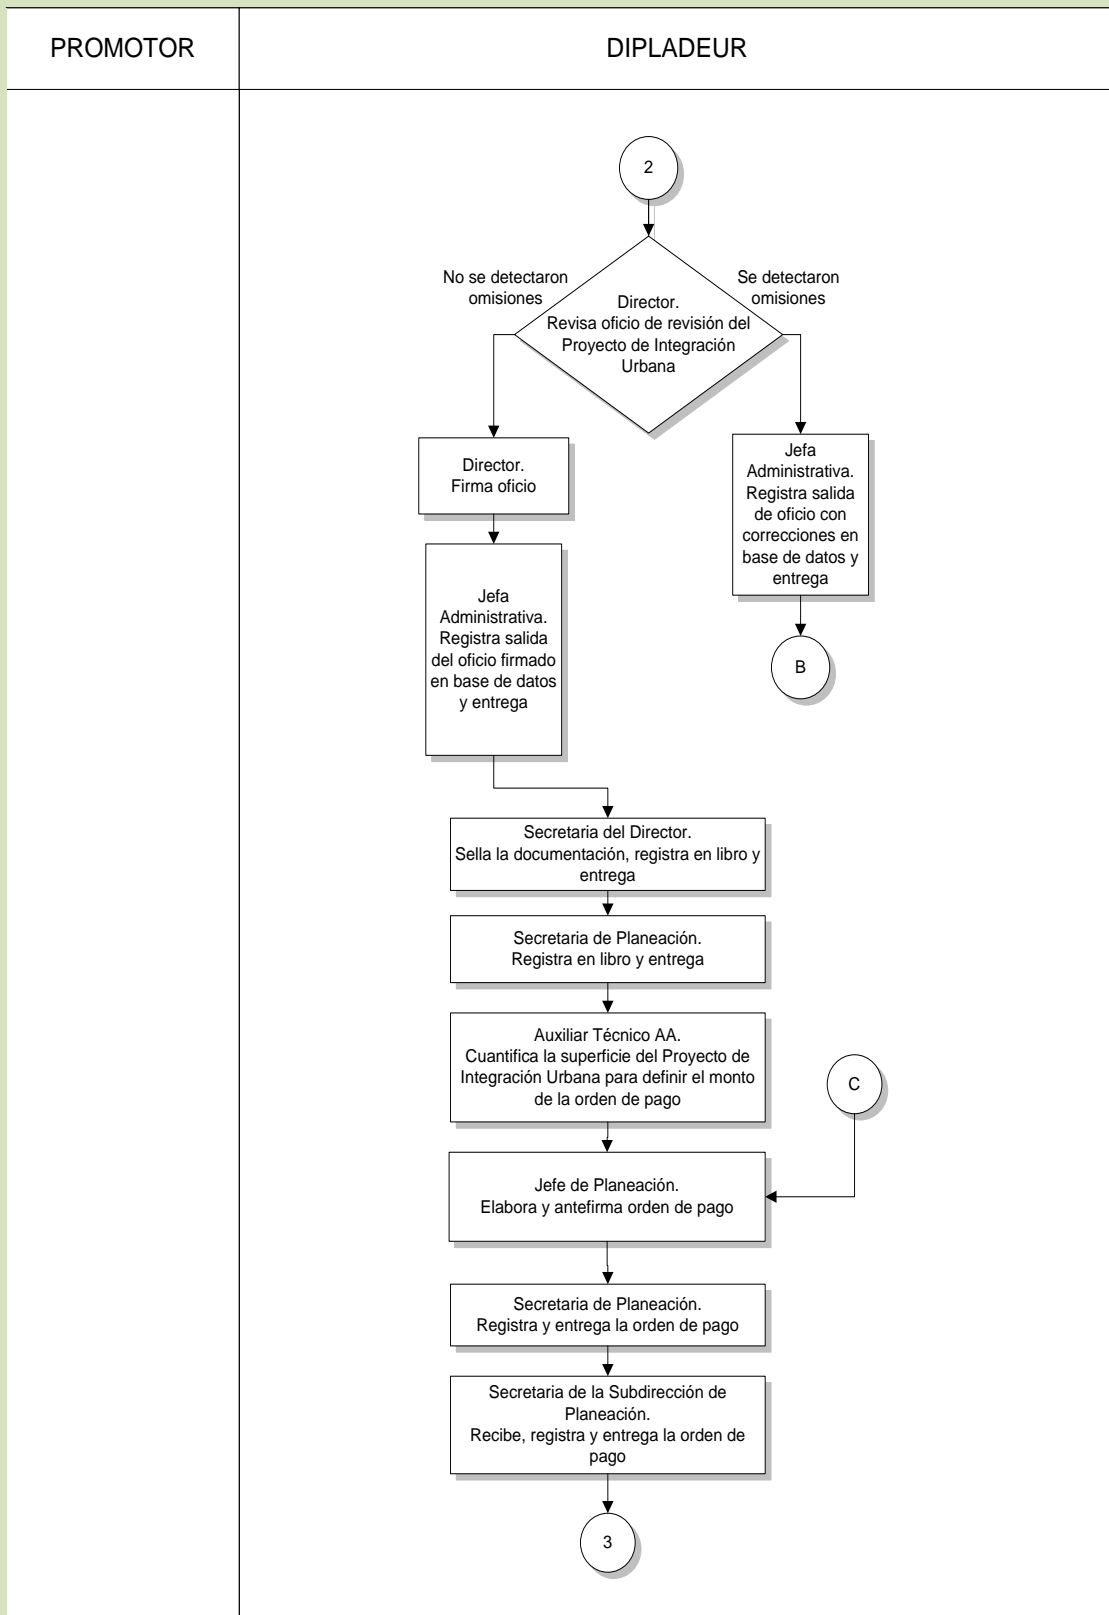 PROMOTOR
DIPLADEUR
2
No se detectaron
omisiones
Se detectaron
omisiones
Director.
Revisa oficio de revisión del
Proyecto de Integración
Urbana
Director.
Firma oficio
Jefa
Administrativa.
Registra salida
de oficio con
correcciones en
base de datos y
entrega
Jefa
Administrativa.
Registra salida
del oficio firmado
en base de datos
y entrega
B
Secretaria del Director.
Sella la documentación, registra en libro y
entrega
Secretaria de Planeación.
Registra en libro y entrega
Auxiliar Técnico AA.
Cuantifica la superficie del Proyecto de
Integración Urbana para definir el monto
de la orden de pago
C
Jefe de Planeación.
Elabora y antefirma orden de pago
Secretaria de Planeación.
Registra y entrega la orden de pago
Secretaria de la Subdirección de
Planeación.
Recibe, registra y entrega la orden de
pago
3